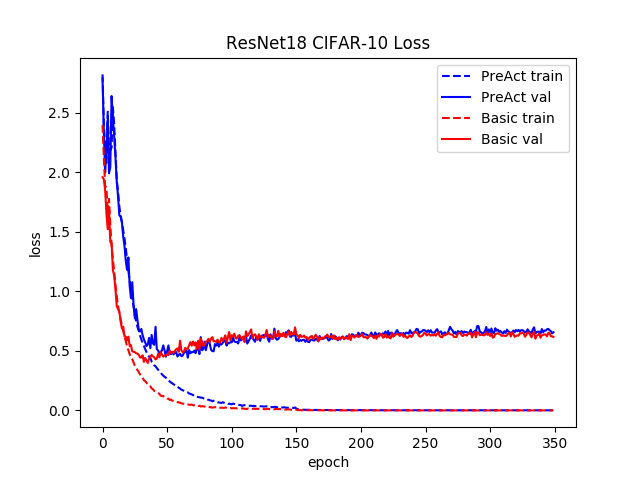 ResNet18 CIFAR-10 Loss
PreAct train
PreAct val
Basic train
Basic val
loss
2.5
2.0
1.5
1.0
0.5
0.0
0 50 100 150 200 250 300 350
epoch